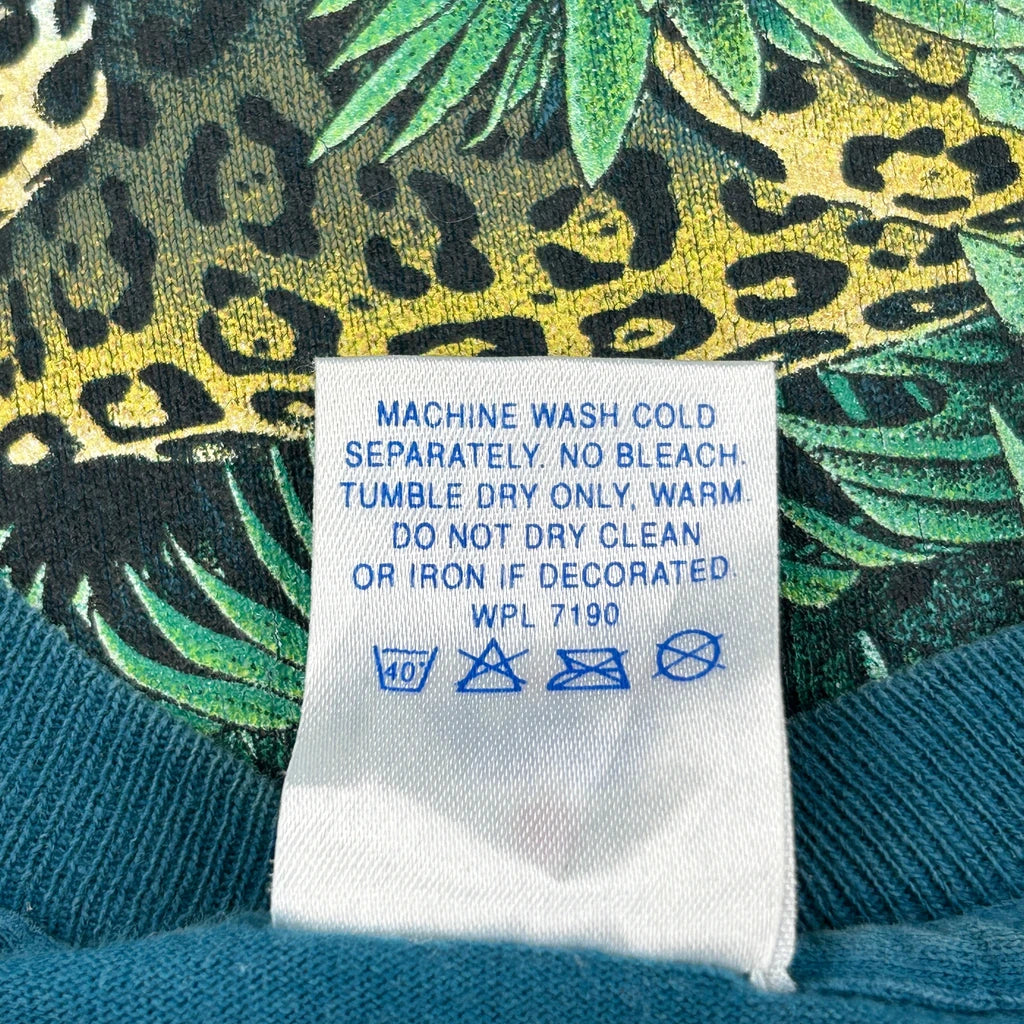 MACHINE WASH COLD
SEPARATELY. NO BLEACH.
TUMBLE DRY ONLY, WARM.
DO NOT DRY CLEAN
OR IRON IF DECORATED.
WPL 7190
40